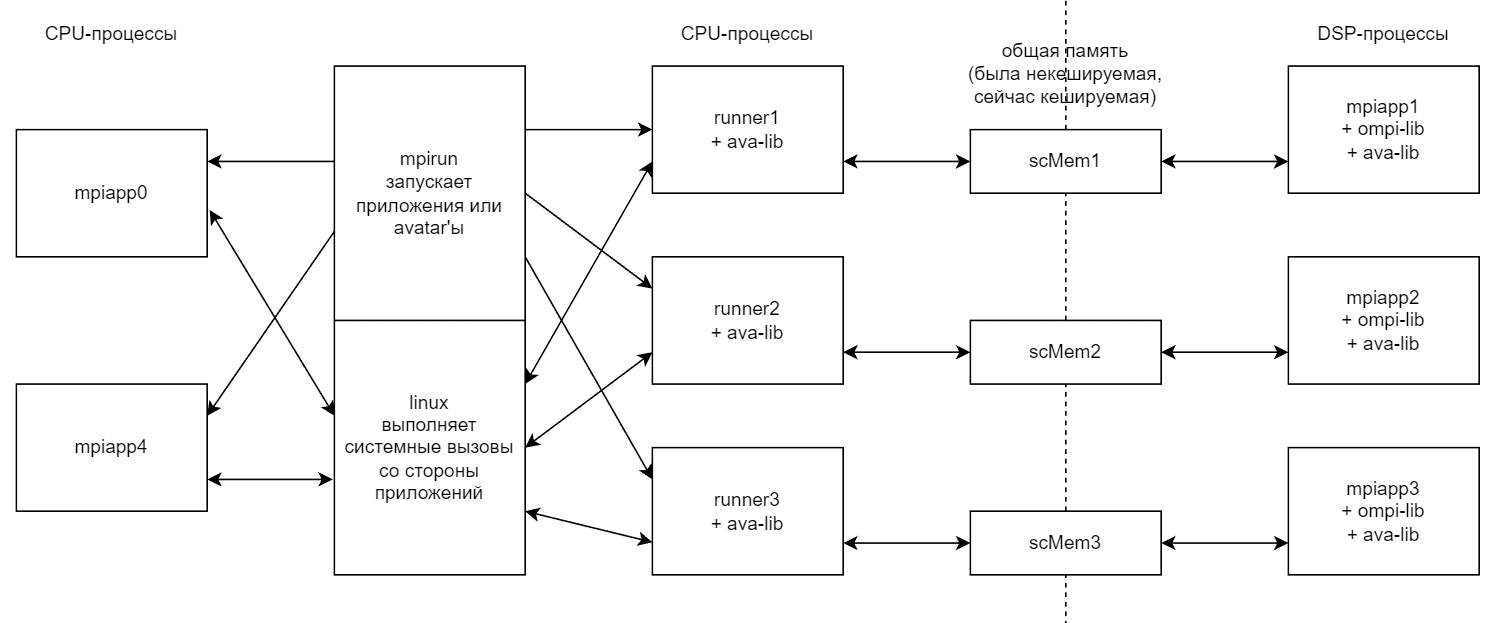 CPU-процессы
CPU-процессы
DSP-процессы
общая память
(была некешируемая,
сейчас кешируемая)
mpiapp0
mpiapp4
mpirun
запускает
приложения или
avatar'ы
linux
выполняет
системные вызовы
со стороны
приложений
runner1
+ ava-lib
runner2
+ ava-lib
runner3
+ ava-lib
scMem1
scMem2
scMem3
mpiapp1
+ ompi-lib
+ ava-lib
mpiapp2
+ ompi-lib
+ ava-lib
mpiapp3
+ ompi-lib
+ ava-lib